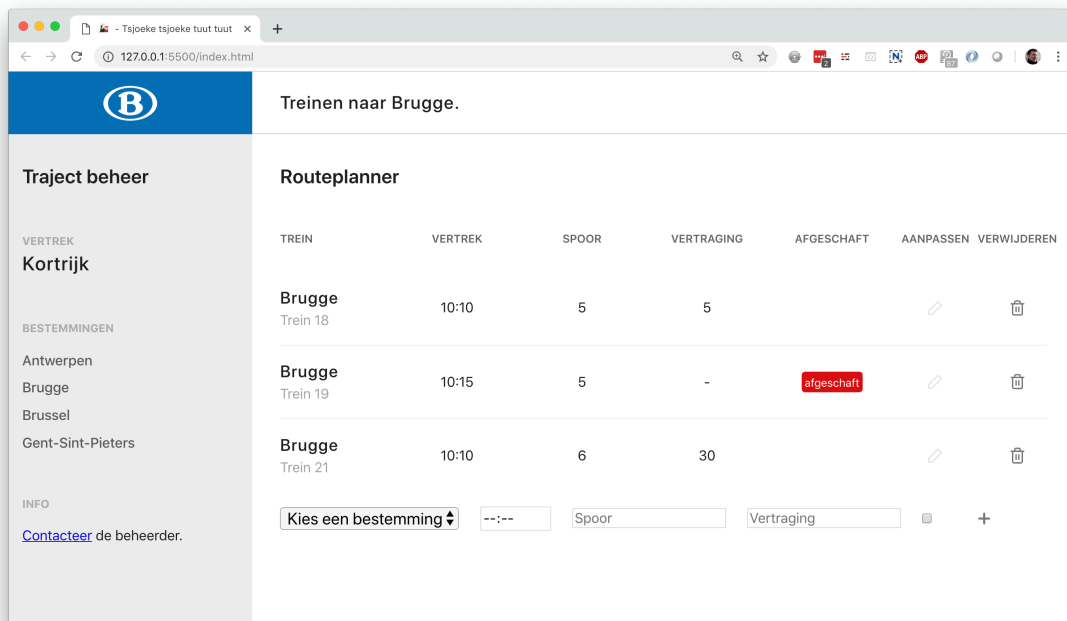 - Tsjoeke tsjoeke tuut tuut
127.0.0.1:5500/index.html
2
N
ABP
87
B
Treinen naar Brugge.
Traject beheer
VERTREK
Kortrijk
BESTEMMINGEN
Antwerpen
Brugge
Brussel
Gent-Sint-Pieters
INFO
Contacteer de beheerder.
Routeplanner
TREIN VERTREK SPOOR VERTRAGING AFGESCHAFT AANPASSEN VERWIJDEREN
Brugge 10:10 5 5
Trein 18
Brugge 10:15 5 - afgeschaft
Trein 19
Brugge 10:10 6 30
Trein 21
Kies een bestemming --:-- Spoor Vertraging +